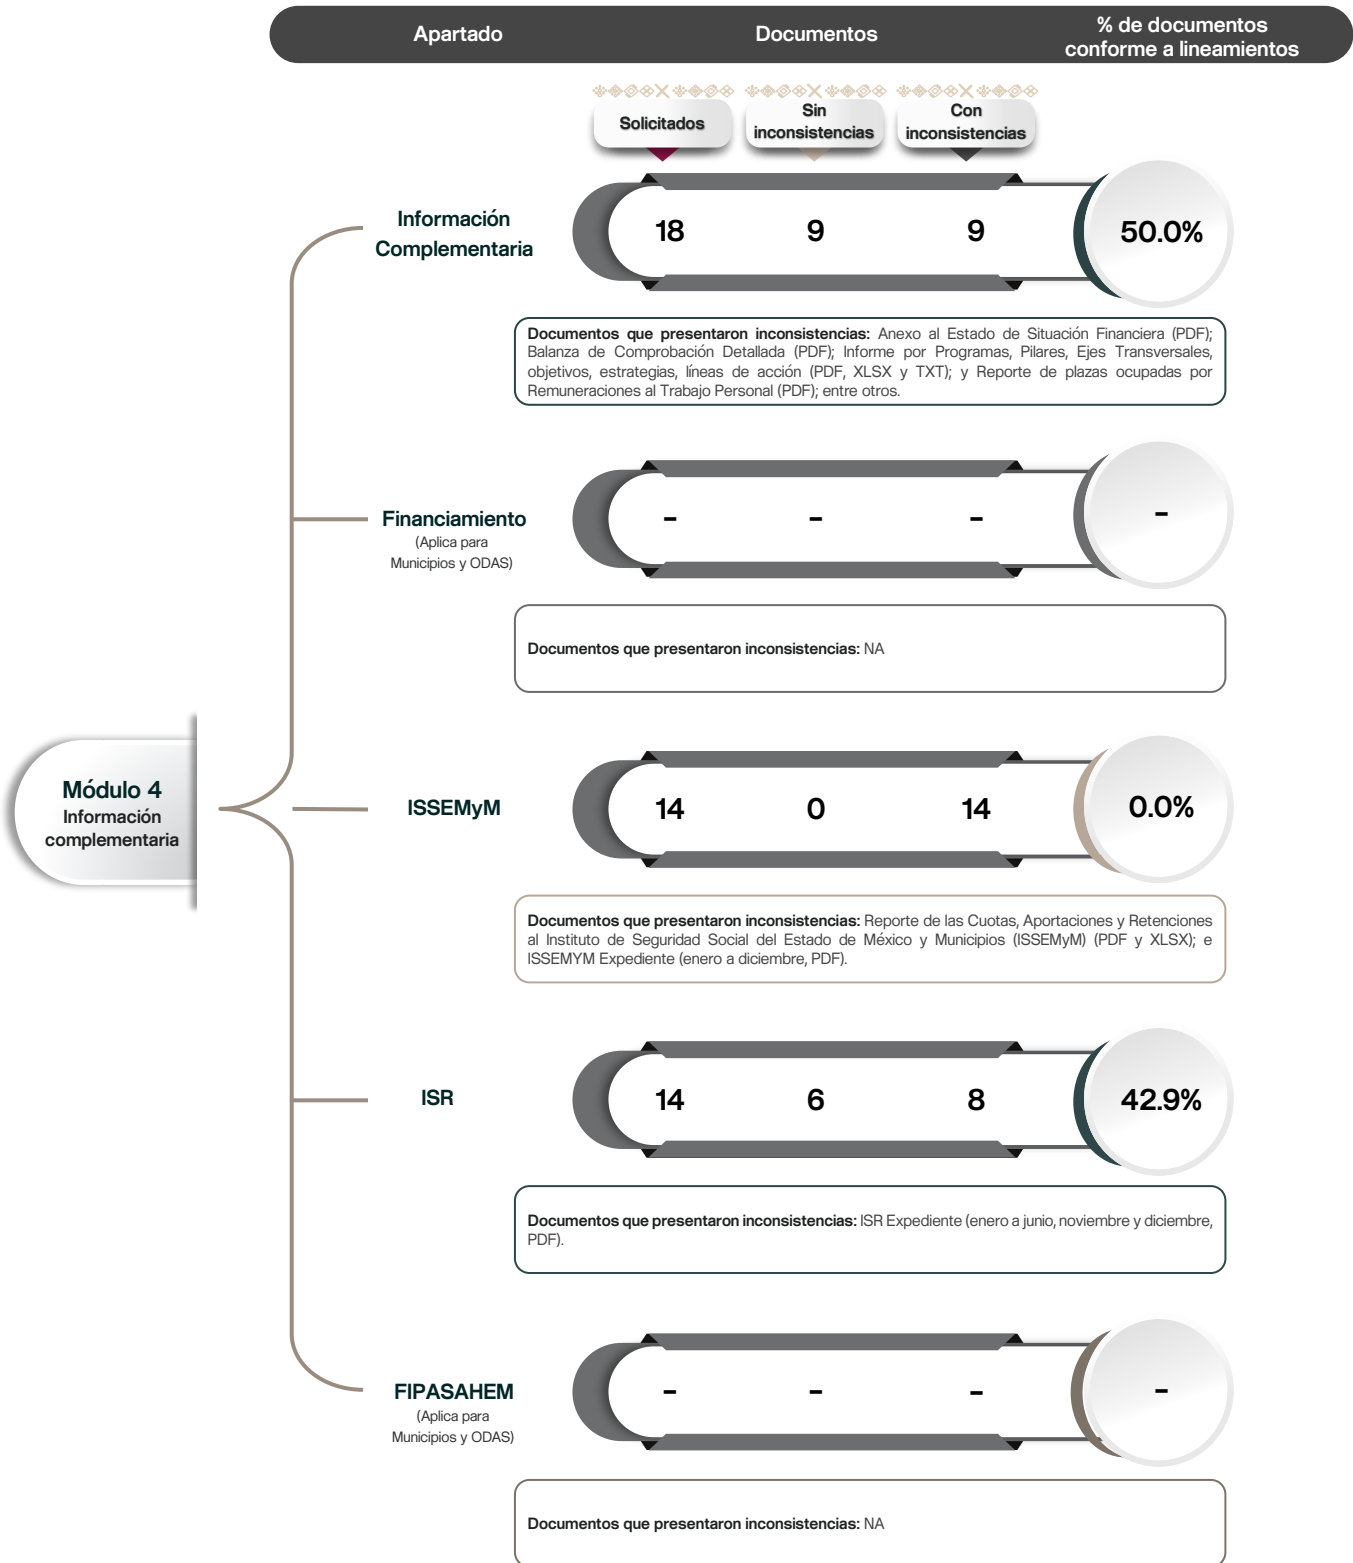 Apartado
Documentos
% de documentos
conforme a lineamientos
Solicitados
Sin
inconsistencias
Con
inconsistencias
Información
Complementaria
18 9 9 50.0%
Documentos que presentaron inconsistencias: Anexo al Estado de Situación Financiera (PDF);
Balanza de Comprobación Detallada (PDF); Informe por Programas, Pilares, Ejes Transversales,
objetivos, estrategias, líneas de acción (PDF, XLSX y TXT); y Reporte de plazas ocupadas por
Remuneraciones al Trabajo Personal (PDF); entre otros.
Financiamiento
(Aplica para
Municipios y ODAS)
- - - -
Documentos que presentaron inconsistencias: NA
Módulo 4
Información
complementaria
ISSEMyM
14 0 14 0.0%
Documentos que presentaron inconsistencias: Reporte de las Cuotas, Aportaciones y Retenciones
al Instituto de Seguridad Social del Estado de México y Municipios (ISSEMyM) (PDF y XLSX); e
ISSEMYM Expediente (enero a diciembre, PDF).
ISR
14 6 8 42.9%
Documentos que presentaron inconsistencias: ISR Expediente (enero a junio, noviembre y diciembre,
PDF).
FIPASAHEM
(Aplica para
Municipios y ODAS)
- - - -
Documentos que presentaron inconsistencias: NA